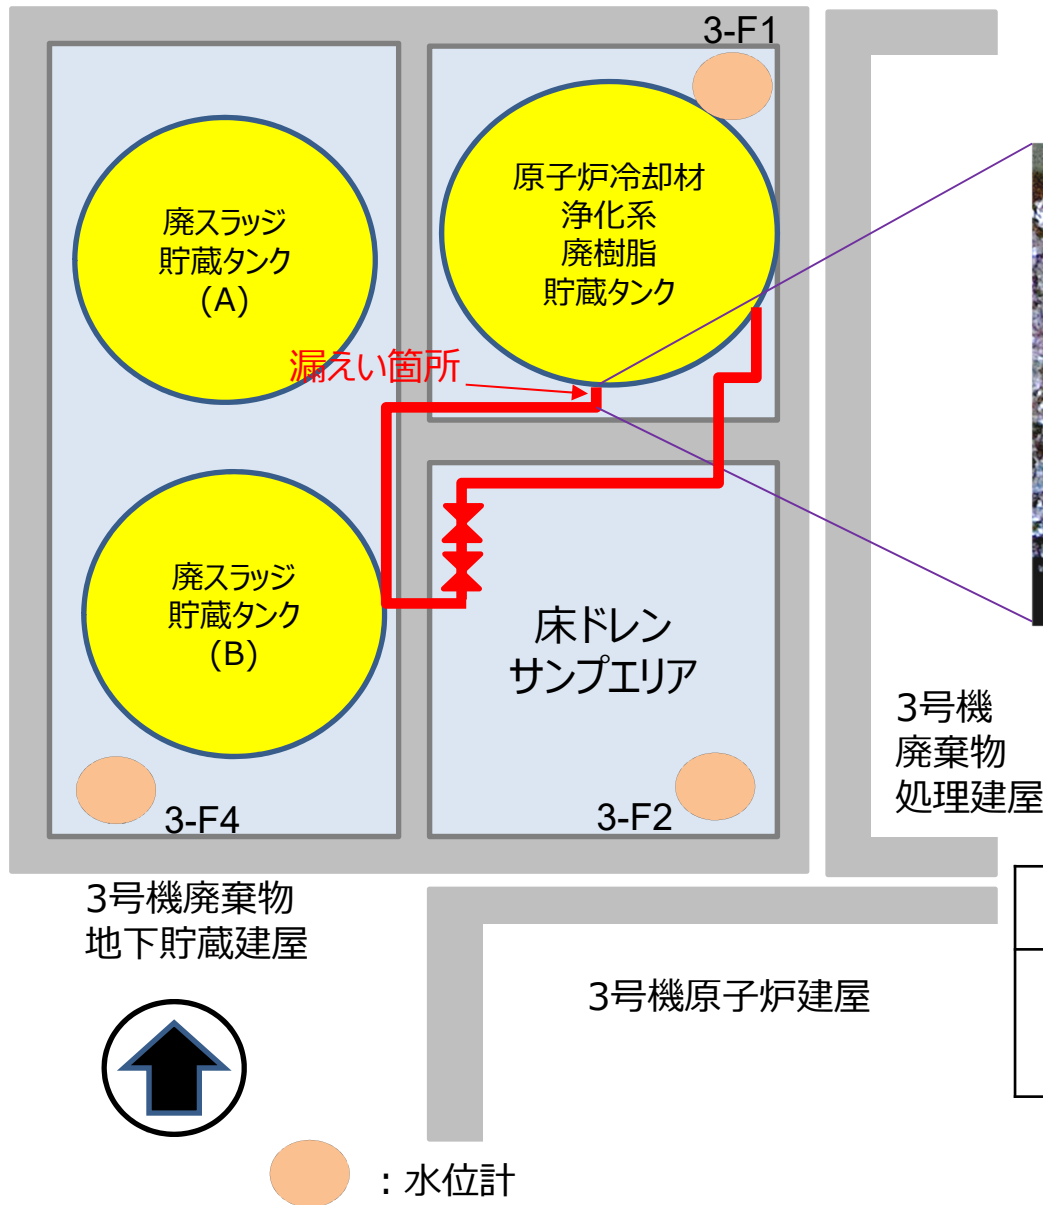 3-F1
廃スラッジ
貯蔵タンク
(A)
原子炉冷却材
浄化系
廃樹脂
貯蔵タンク
漏えい箇所
廃スラッジ
貯蔵タンク
(B)
床ドレン
サンプエリア
3-F4
3-F2
3号機
廃棄物
処理建屋
3号機廃棄物
地下貯蔵建屋
3号機原子炉建屋
：水位計